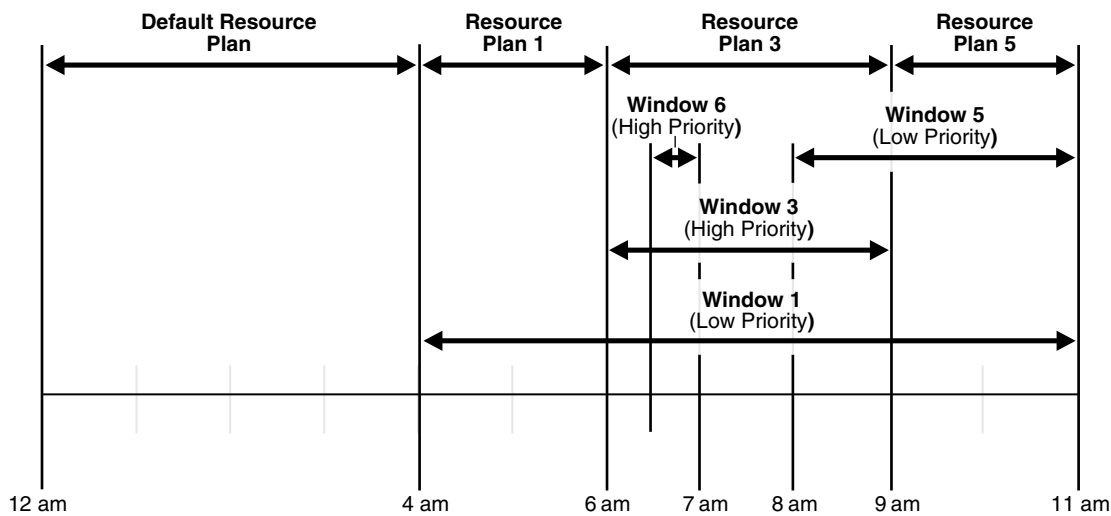 Default Resource
Plan
Resource
Plan 1
Resource
Plan 3
Resource
Plan 5
Window 6
(High Priority)
Window 5
(Low Priority)
Window 3
(High Priority)
Window 1
(Low Priority)
12 am
4 am
6 am
7 am
8 am
9 am
11 am